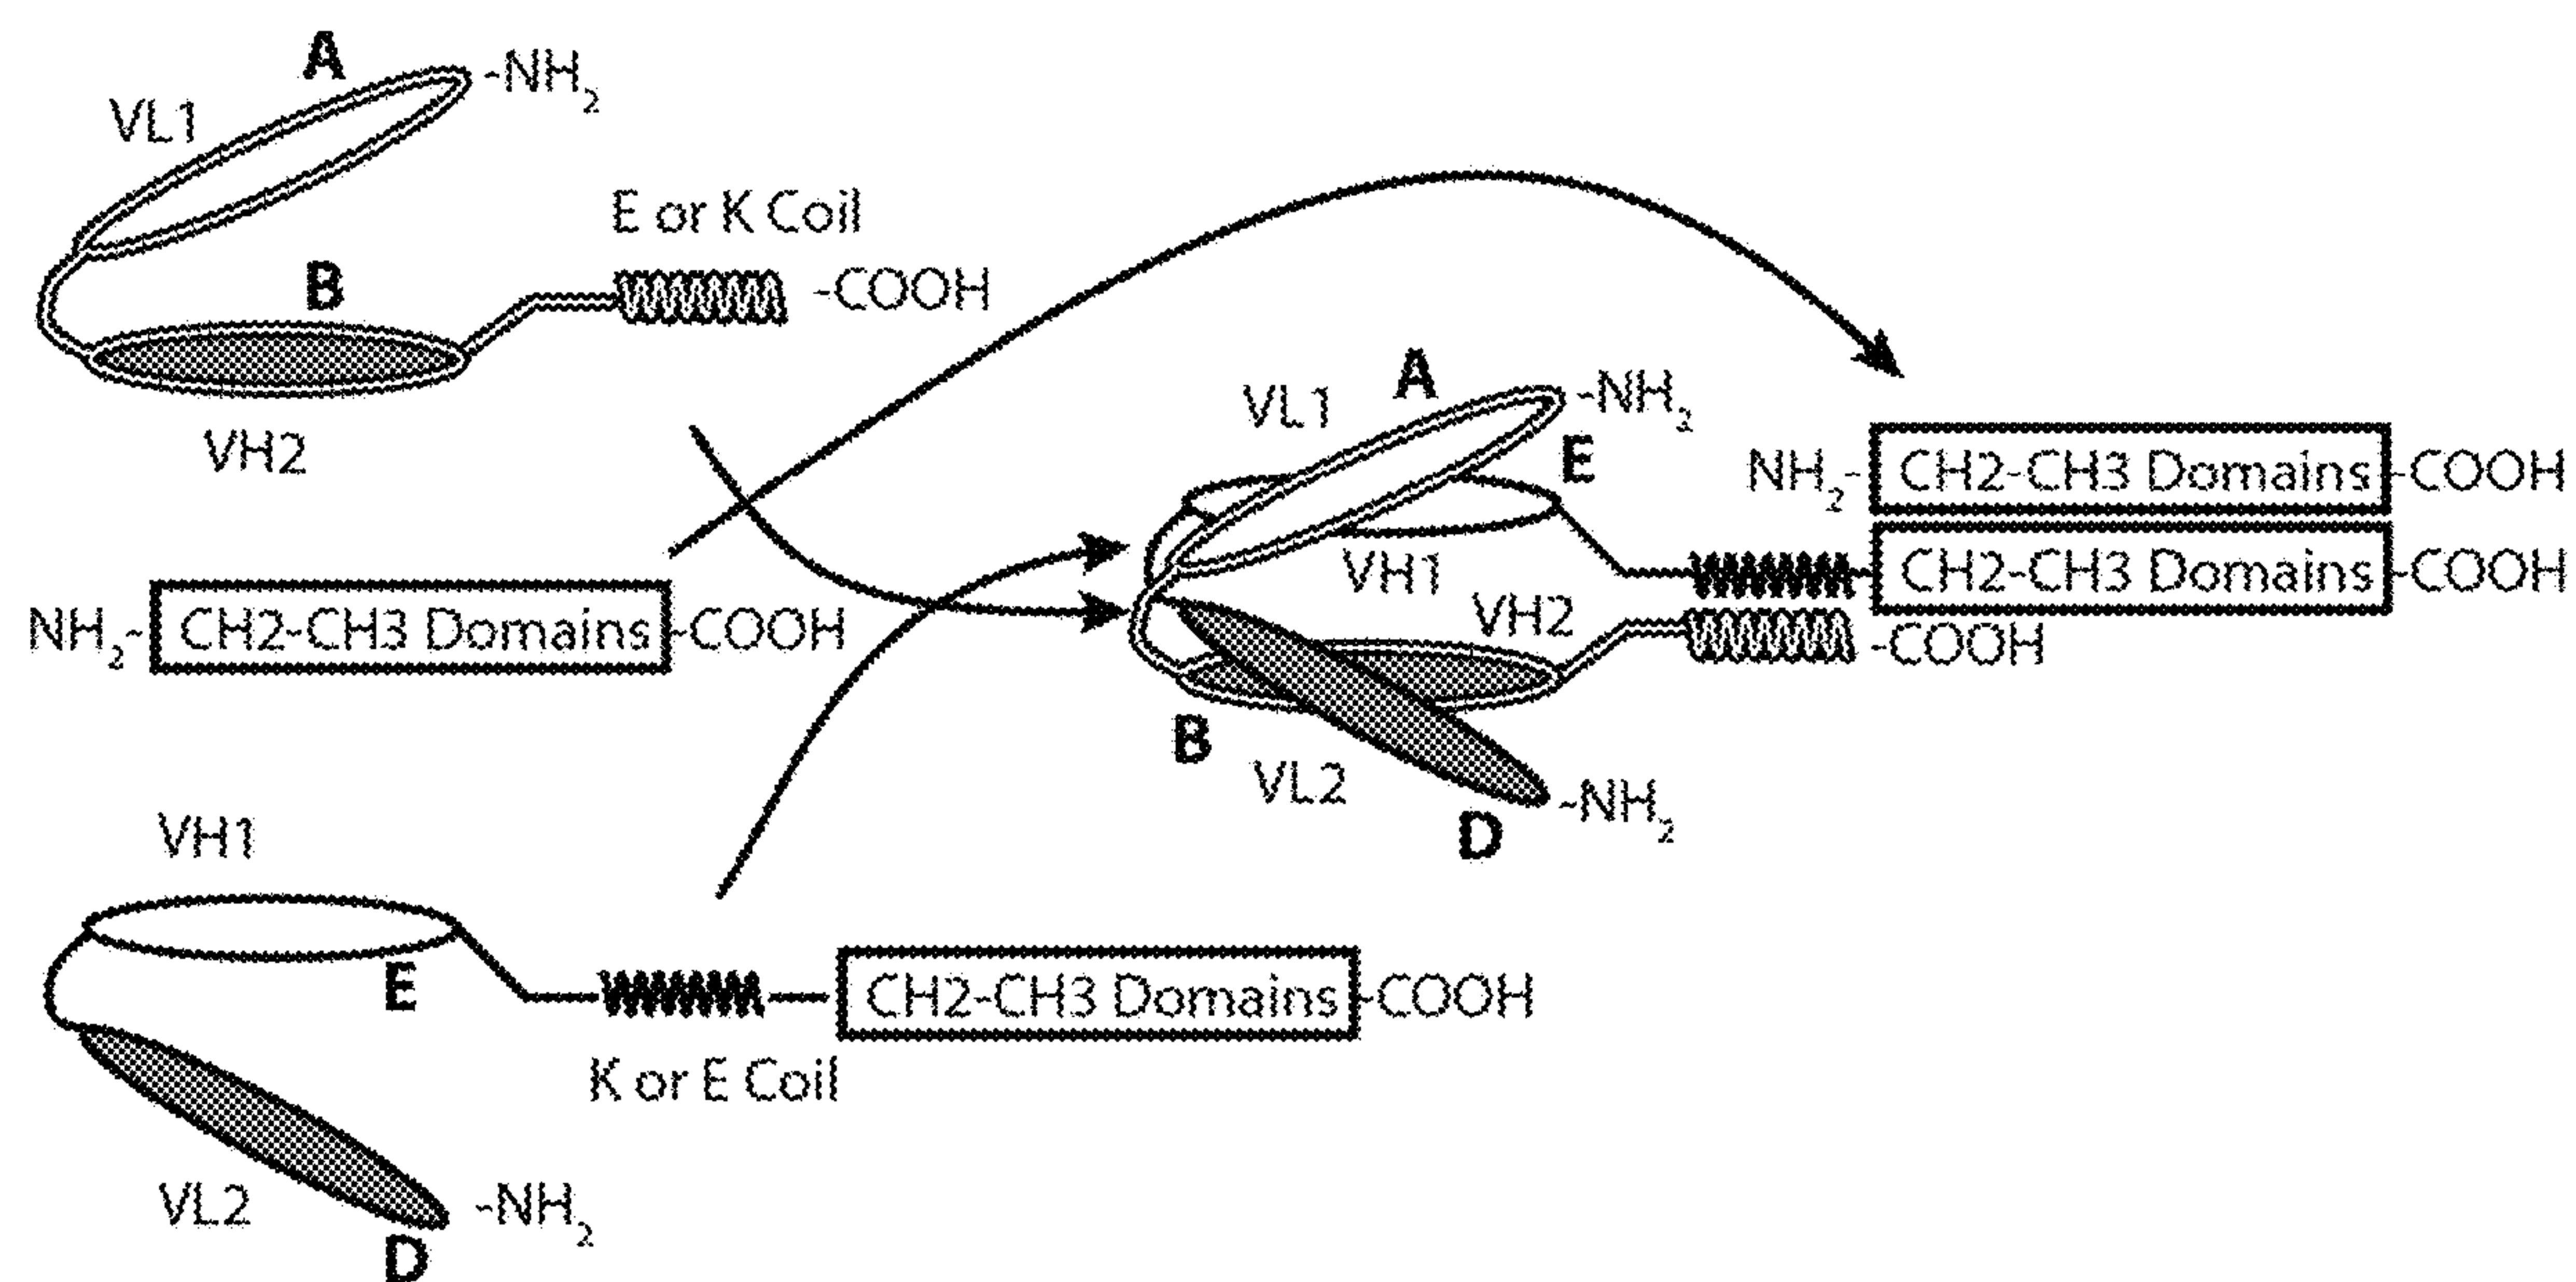 A
VL1
-NH2
E or K Coil
B
-COOH
VH2
NH2-
CH2-CH3 Domains
-COOH
VH1
E
K or E Coil
CH2-CH3 Domains
-COOH
VL2
-NH2
D
A
VL1
-NH2
E
VH1
VH2
NH2-
CH2-CH3 Domains
-COOH
CH2-CH3 Domains
-COOH
-COOH
B
VL2
-NH2
D